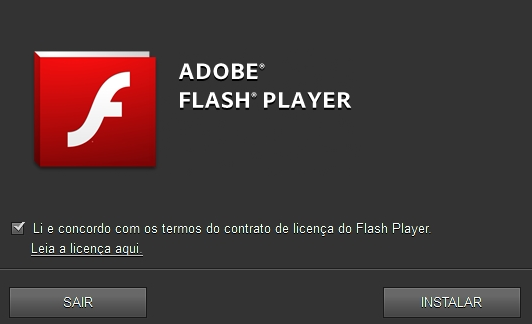 ADOBE®
FLASH® PLAYER
Li e concordo com os termos do contrato de licença do Flash Player.
Leia a licença aqui.
SAIR
INSTALAR